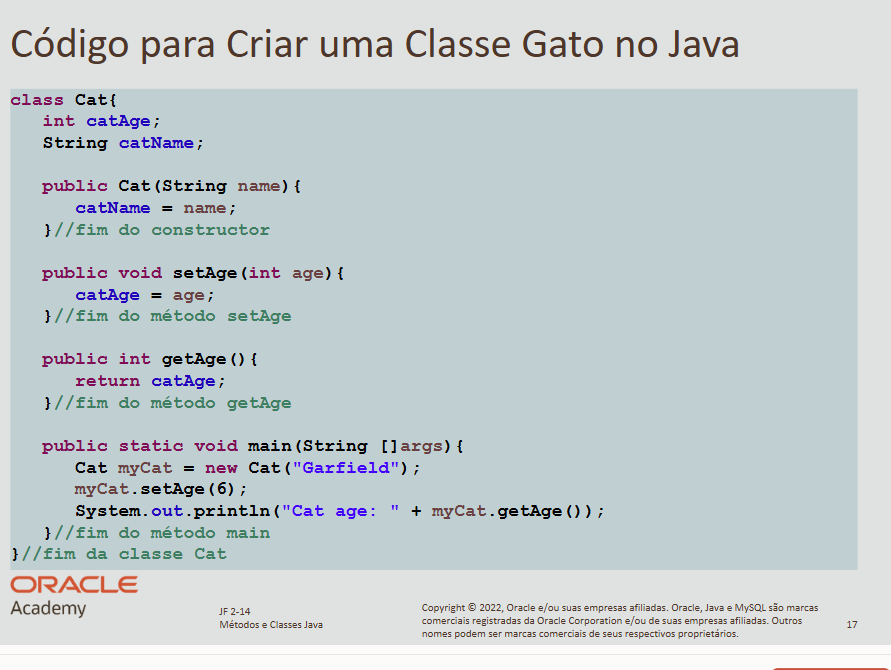 Código para Criar uma Classe Gato no Java
class Cat{
int catAge;
String catName;
public Cat(String name){
catName = name;
}//fim do constructor
public void setAge(int age){
catAge = age;
}//fim do método setAge
public int getAge(){
return catAge;
}//fim do método getAge
public static void main(String []args){
Cat myCat = new Cat("Garfield");
myCat.setAge(6);
System.out.println("Cat age: " + myCat.getAge());
}//fim do método main
}//fim da classe Cat
ORACLE
Academy
JF 2-14
Métodos e Classes Java
Copyright © 2022, Oracle e/ou suas empresas afiliadas. Oracle, Java e MySQL são marcas
comerciais registradas da Oracle Corporation e/ou de suas empresas afiliadas. Outros
nomes podem ser marcas comerciais de seus respectivos proprietários.
17